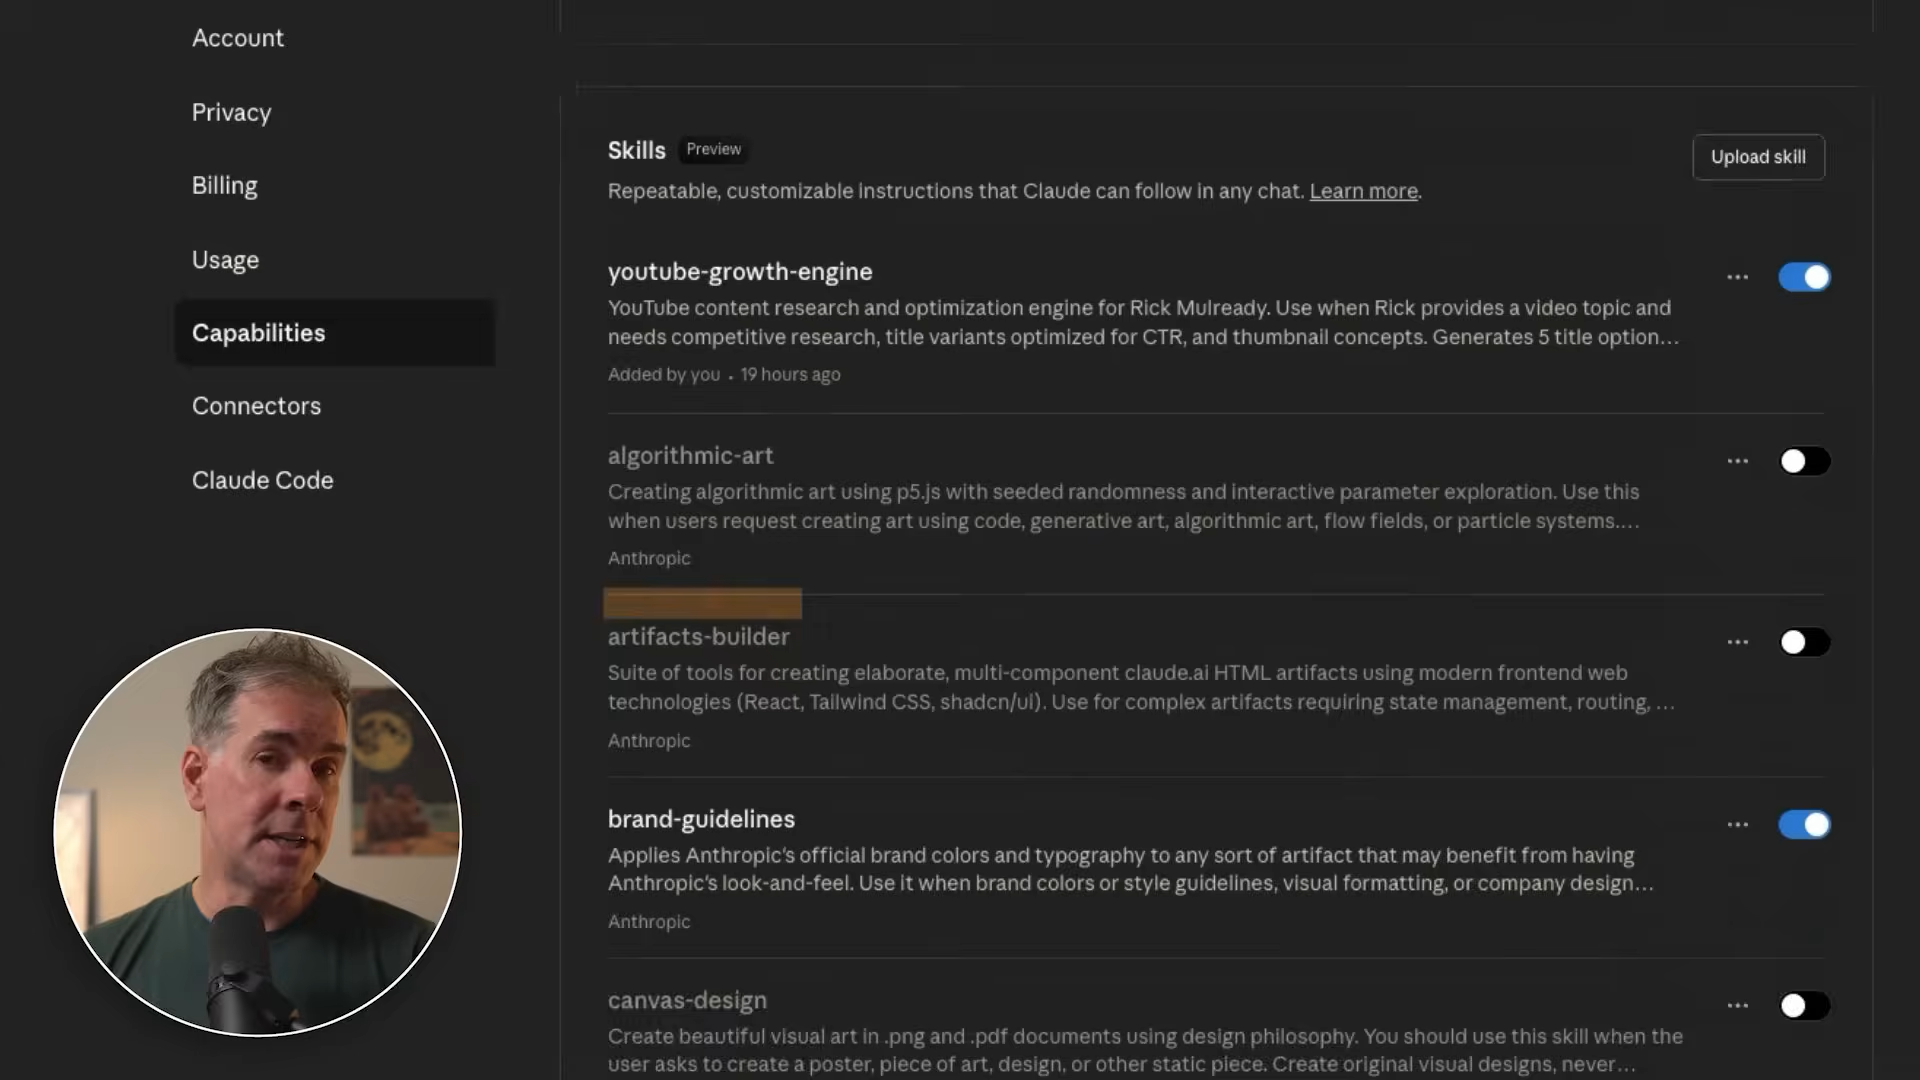 Account
Privacy
Billing
Usage
Capabilities
Connectors
Claude Code
Skills Preview
Upload skill
Repeatable, customizable instructions that Claude can follow in any chat. Learn more.
youtube-growth-engine
YouTube content research and optimization engine for Rick Mulready. Use when Rick provides a video topic and
needs competitive research, title variants optimized for CTR, and thumbnail concepts. Generates 5 title option...
Added by you · 19 hours ago
algorithmic-art
Creating algorithmic art using p5.js with seeded randomness and interactive parameter exploration. Use this
when users request creating art using code, generative art, algorithmic art, flow fields, or particle systems....
Anthropic
artifacts-builder
Suite of tools for creating elaborate, multi-component claude.ai HTML artifacts using modern frontend web
technologies (React, Tailwind CSS, shadcn/ui). Use for complex artifacts requiring state management, routing, ...
Anthropic
brand-guidelines
Applies Anthropic's official brand colors and typography to any sort of artifact that may benefit from having
Anthropic's look-and-feel. Use it when brand colors or style guidelines, visual formatting, or company design...
Anthropic
canvas-design
Create beautiful visual art in .png and .pdf documents using design philosophy. You should use this skill when the
user asks to create a poster, piece of art, design, or other static piece. Create original visual designs, never...